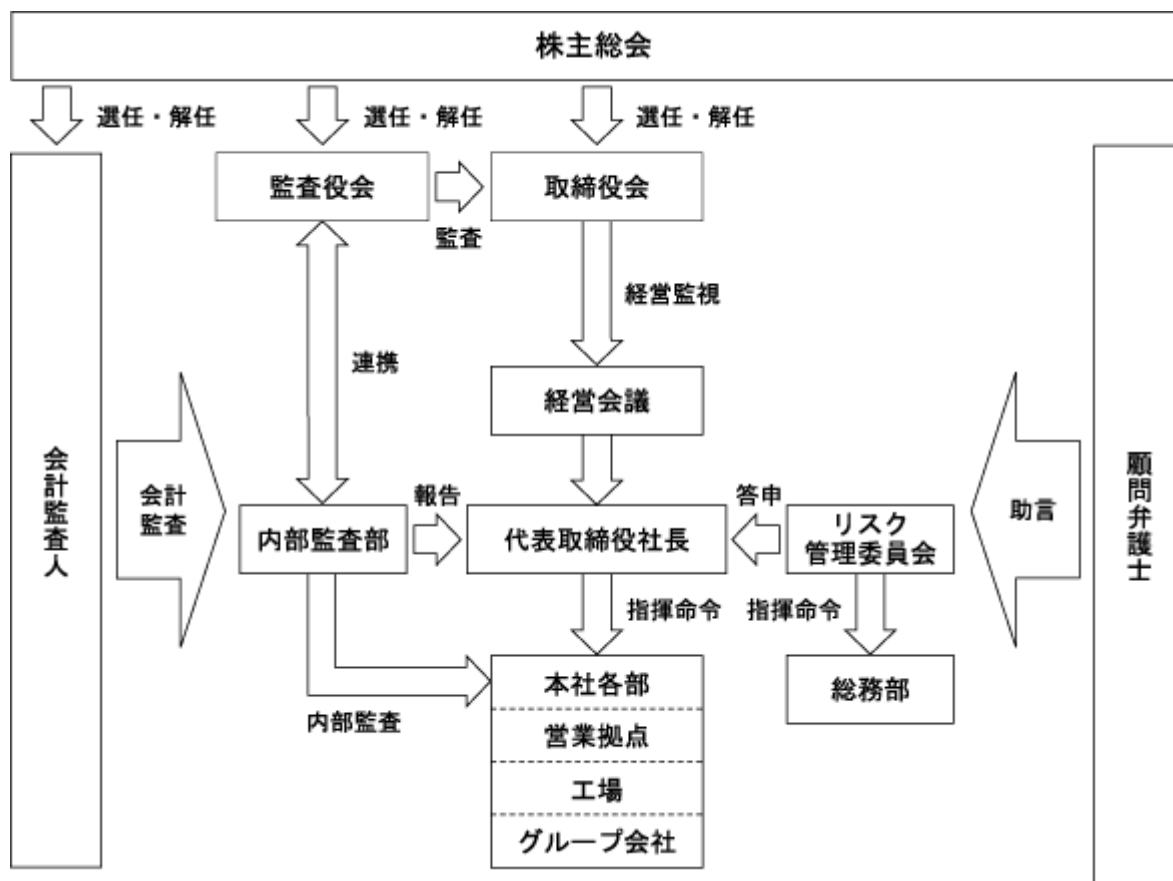 株主総会
選任・解任
選任・解任
選任・解任
監査役会
取締役会
監査
経営監視
連携
経営会議
会計監査人
会計
監査
顧問弁護士
助言
内部監査部
報告
代表取締役社長
答申
リスク
管理委員会
指揮命令
指揮命令
内部監査
本社各部
営業拠点
工場
グループ会社
総務部